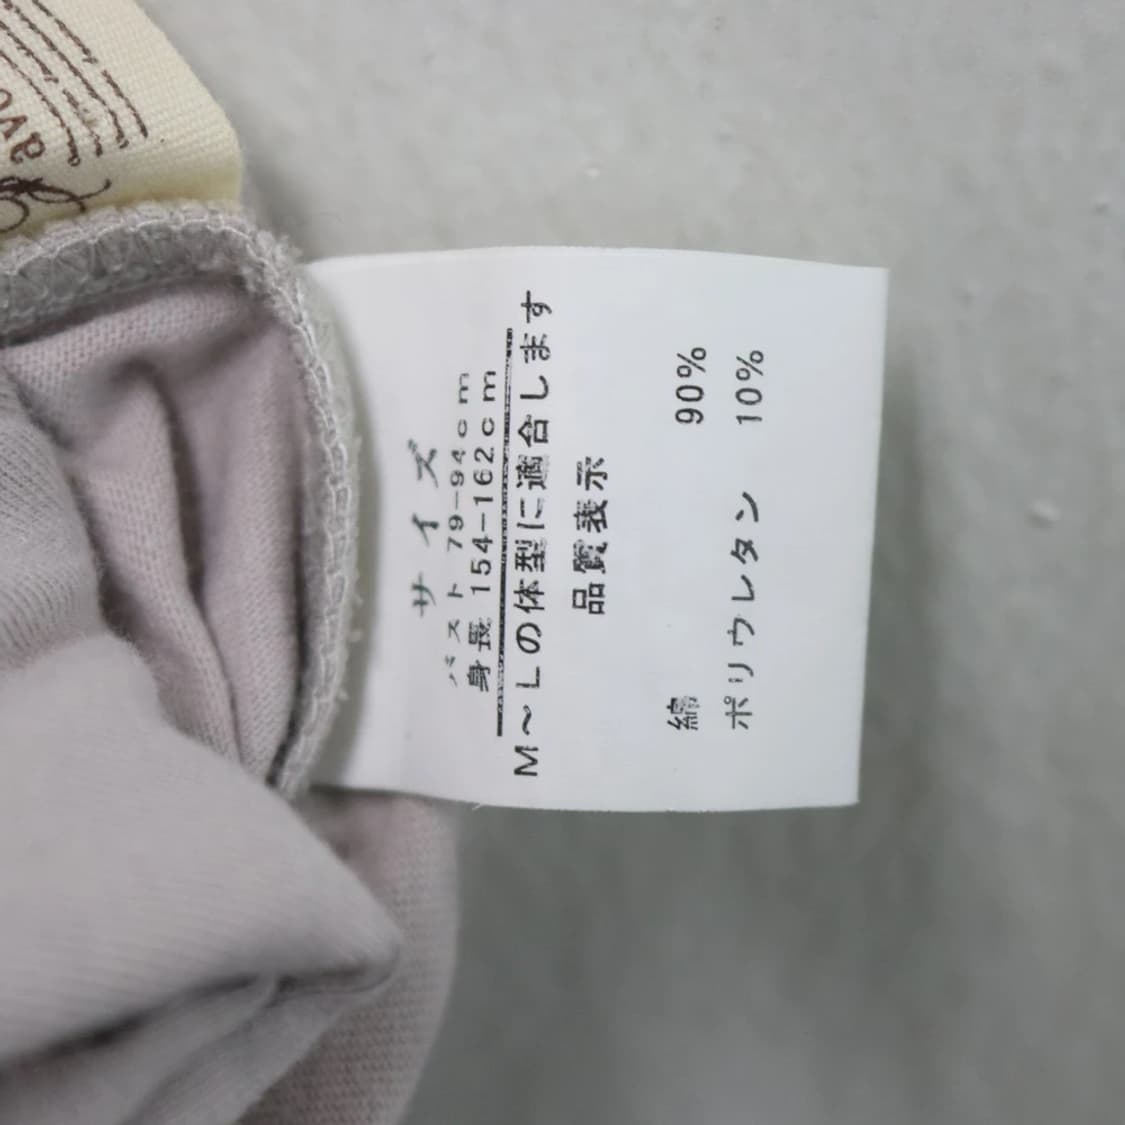 サイズ
バスト 79-94cm
身長 154-162cm
M～Lの体型に適合します
品質表示
綿 90%
ポリウレタン 10%